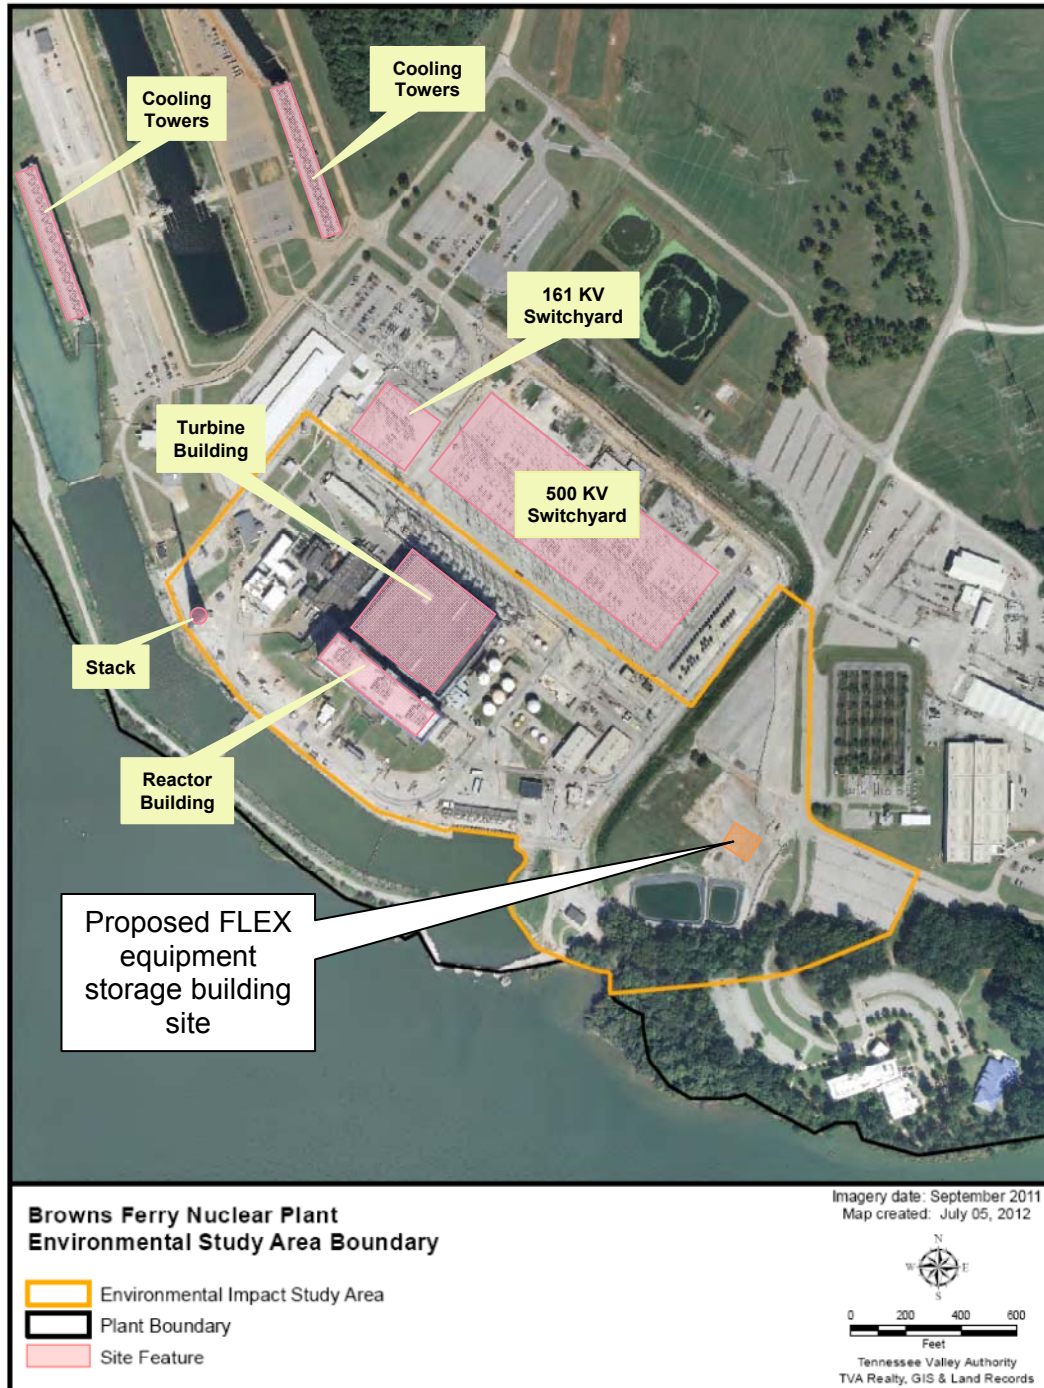 Cooling
Towers
Cooling
Towers
161 KV
Switchyard
Turbine
Building
500 KV
Switchyard
Stack
Reactor
Building
Proposed FLEX
equipment
storage building
site
Browns Ferry Nuclear Plant
Environmental Study Area Boundary
Environmental Impact Study Area
Plant Boundary
Site Feature
Imagery date: September 2011
Map created: July 05, 2012
N
W E
S
0 200 400 600
Feet
Tennessee Valley Authority
TVA Realty, GIS & Land Records